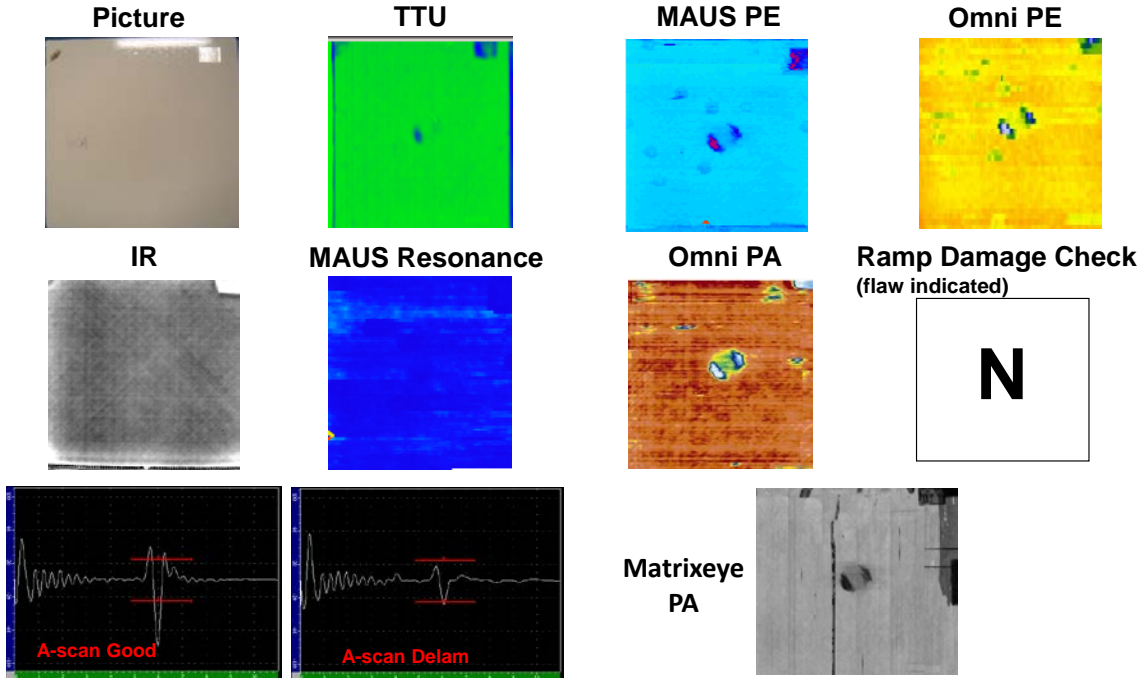 Picture
TTU
MAUS PE
Omni PE
IR
MAUS Resonance
Omni PA
Ramp Damage Check
(flaw indicated)
N
A-scan Good
A-scan Delam
Matrixeye
PA